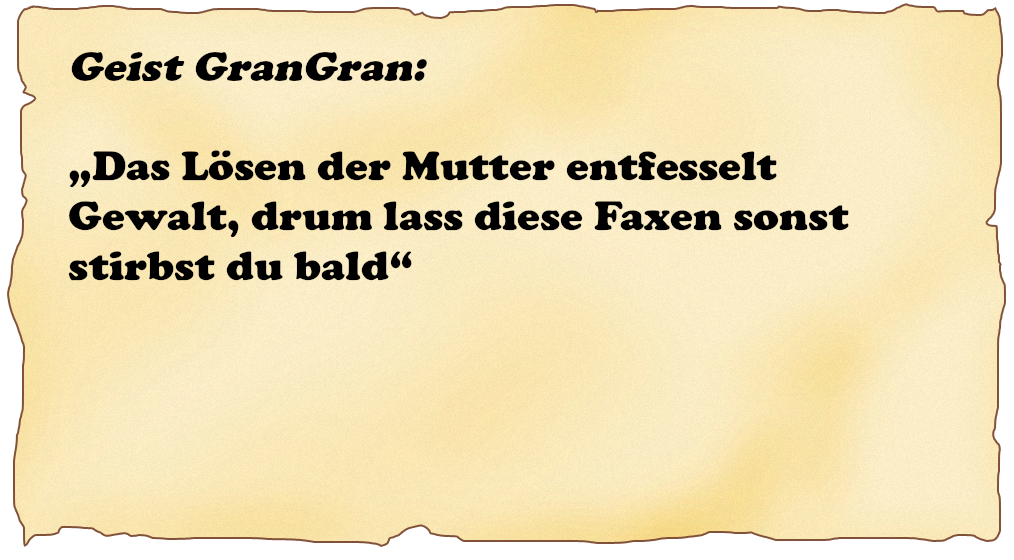 Geist GranGran:
„Das Lösen der Mutter entfesselt
Gewalt, drum lass diese Faxen sonst
stirbst du bald“